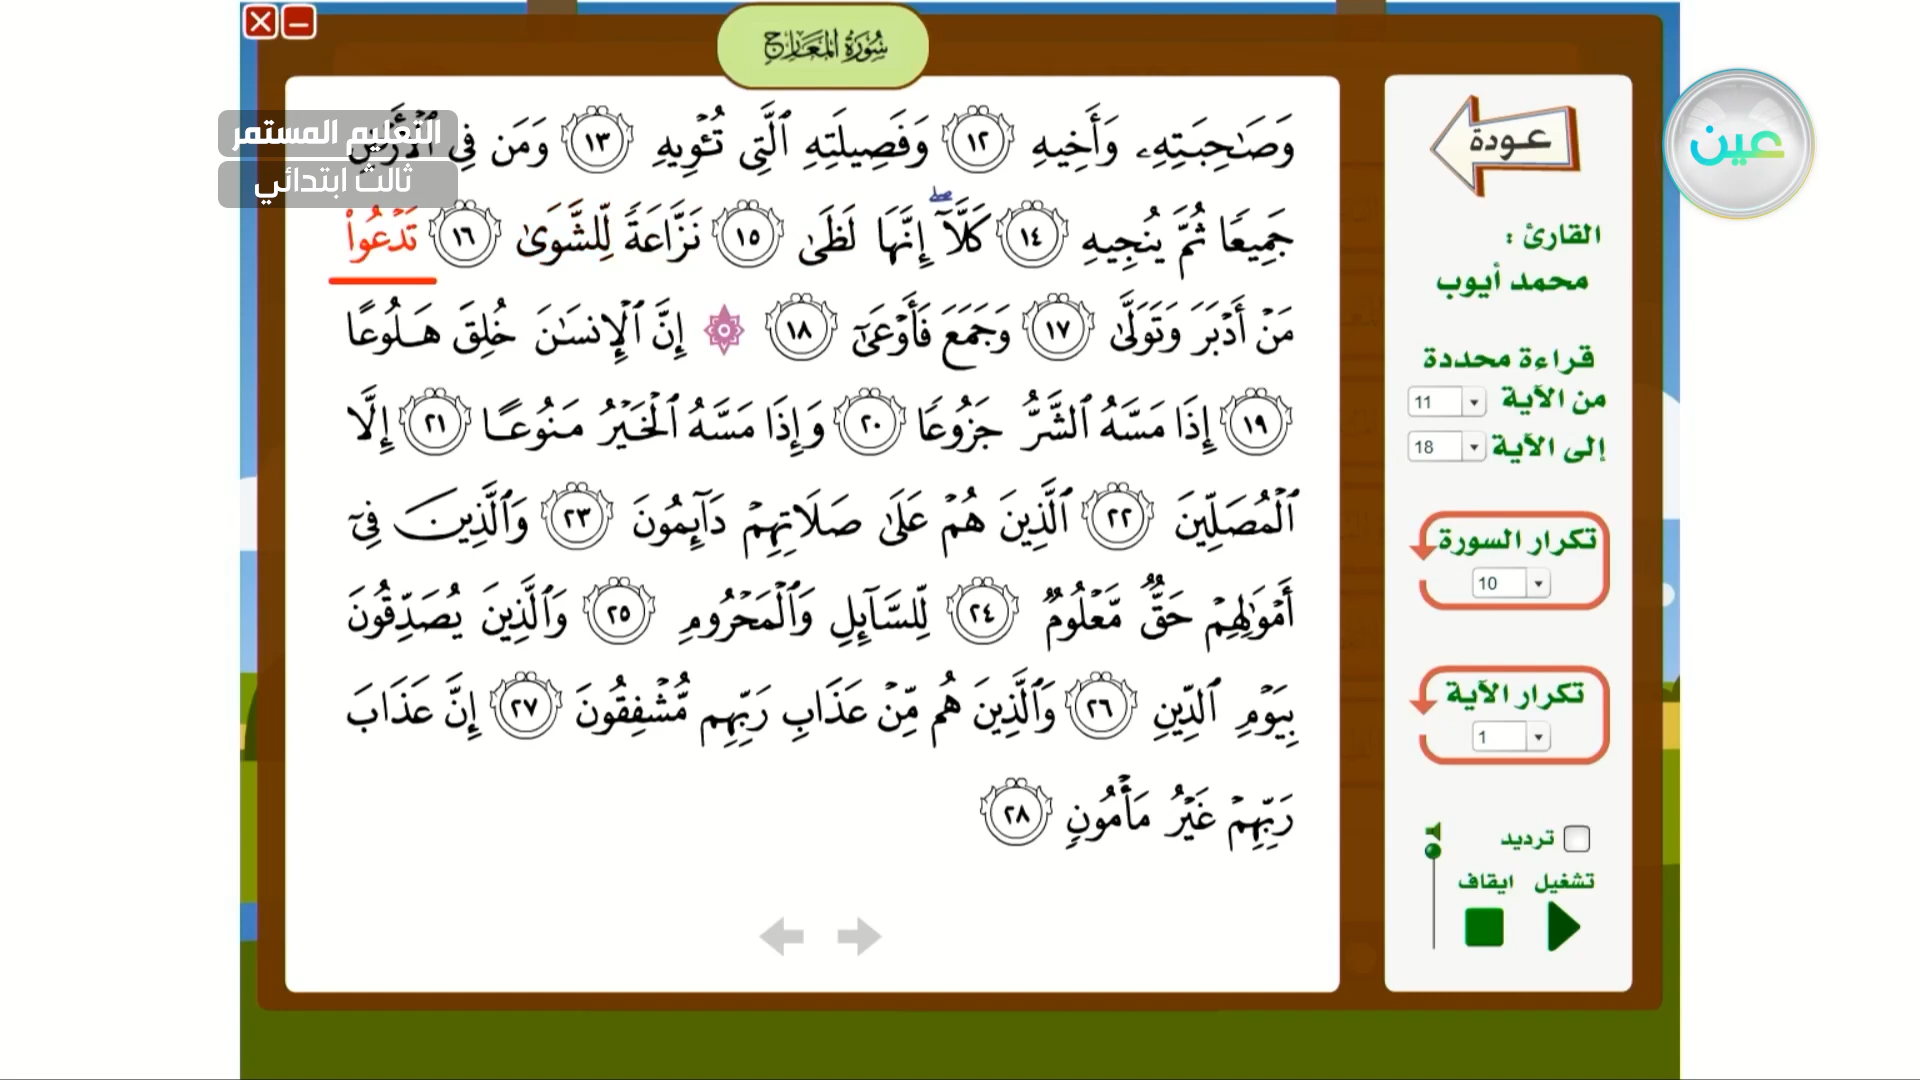 سُورَةُ المَعَارِجِ
وَصَٰحِبَتِهِۦ وَأَخِيهِ ١٢ وَفَصِيلَتِهِ ٱلَّتِي تُـْٔوِيهِ ١٣ وَمَن فِي ٱلْأَرْضِ
جَمِيعًا ثُمَّ يُنجِيهِ ١٤ كَلَّآۖ إِنَّهَا لَظَىٰ ١٥ نَزَّاعَةً لِّلشَّوَىٰ ١٦ تَدْعُوا۟
مَنْ أَدْبَرَ وَتَوَلَّىٰ ١٧ وَجَمَعَ فَأَوْعَىٰٓ ١٨ ۞ إِنَّ ٱلْإِنسَٰنَ خُلِقَ هَلُوعًا
١٩ إِذَا مَسَّهُ ٱلشَّرُّ جَزُوعًا ٢٠ وَإِذَا مَسَّهُ ٱلْخَيْرُ مَنُوعًا ٢١ إِلَّا
ٱلْمُصَلِّينَ ٢٢ ٱلَّذِينَ هُمْ عَلَىٰ صَلَاتِهِمْ دَآئِمُونَ ٢٣ وَٱلَّذِينَ فِيٓ
أَمْوَٰلِهِمْ حَقٌّ مَّعْلُومٌ ٢٤ لِّلسَّآئِلِ وَٱلْمَحْرُومِ ٢٥ وَٱلَّذِينَ يُصَدِّقُونَ
بِيَوْمِ ٱلدِّينِ ٢٦ وَٱلَّذِينَ هُم مِّنْ عَذَابِ رَبِّهِم مُّشْفِقُونَ ٢٧ إِنَّ عَذَابَ
رَبِّهِمْ غَيْرُ مَأْمُونٍ ٢٨
التعليم المستمر
ثالث ابتدائي
عين
عودة
القارئ :
محمد أيوب
قراءة محددة
من الآية 11
إلى الآية 18
تكرار السورة
10
تكرار الآية
1
ترديد
تشغيل ايقاف